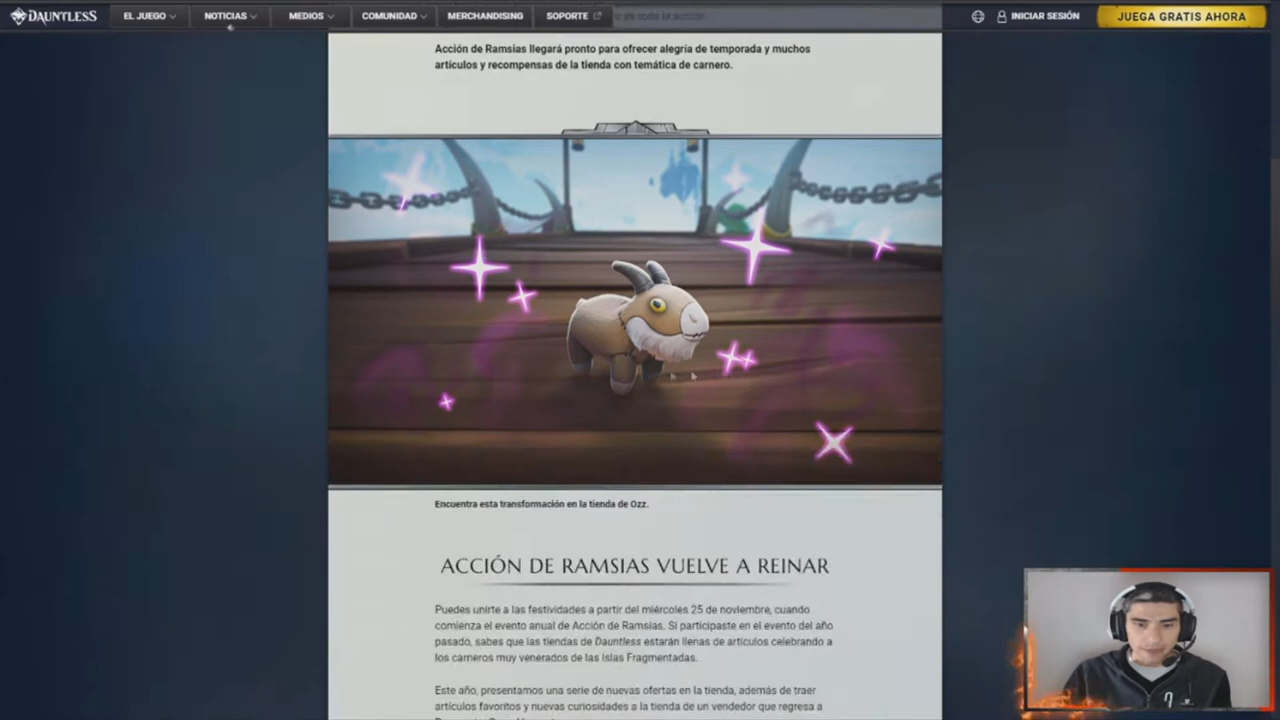 DAUNTLESS EL JUEGO NOTICIAS MEDIOS COMUNIDAD MERCHANDISING SOPORTE INICIAR SESIÓN JUEGA GRATIS AHORA
Acción de Ramsias llegará pronto para ofrecer alegría de temporada y muchos
artículos y recompensas de la tienda con temática de carnero.
Encuentra esta transformación en la tienda de Ozz.
ACCIÓN DE RAMSIAS VUELVE A REINAR
Puedes unirte a las festividades a partir del miércoles 25 de noviembre, cuando
comienza el evento anual de Acción de Ramsias. Si participaste en el evento del año
pasado, sabes que las tiendas de Dauntless estarán llenas de artículos celebrando a
los carneros muy venerados de las Islas Fragmentadas.
Este año, presentamos una serie de nuevas ofertas en la tienda, además de traer
artículos favoritos y nuevas curiosidades a la tienda de un vendedor que regresa a